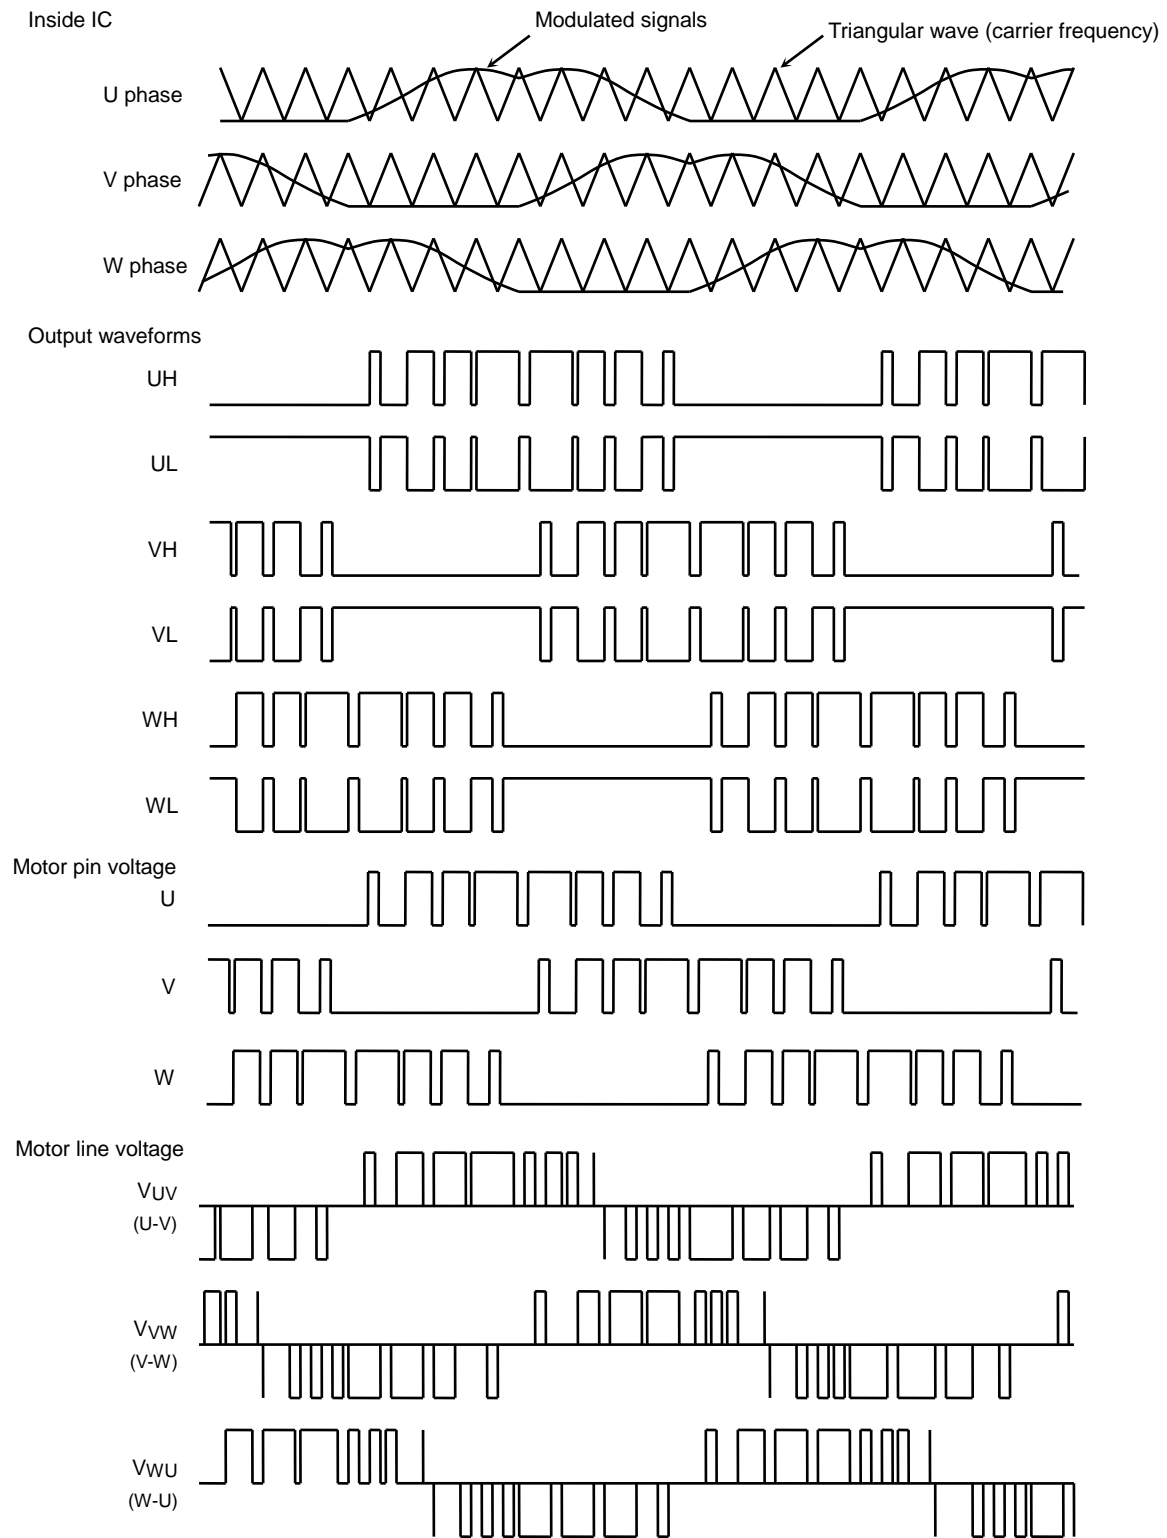 Inside IC
Modulated signals
Triangular wave (carrier frequency)
U phase
V phase
W phase
Output waveforms
UH
UL
VH
VL
WH
WL
Motor pin voltage
U
V
W
Motor line voltage
VUV
(U-V)
VVW
(V-W)
VWU
(W-U)